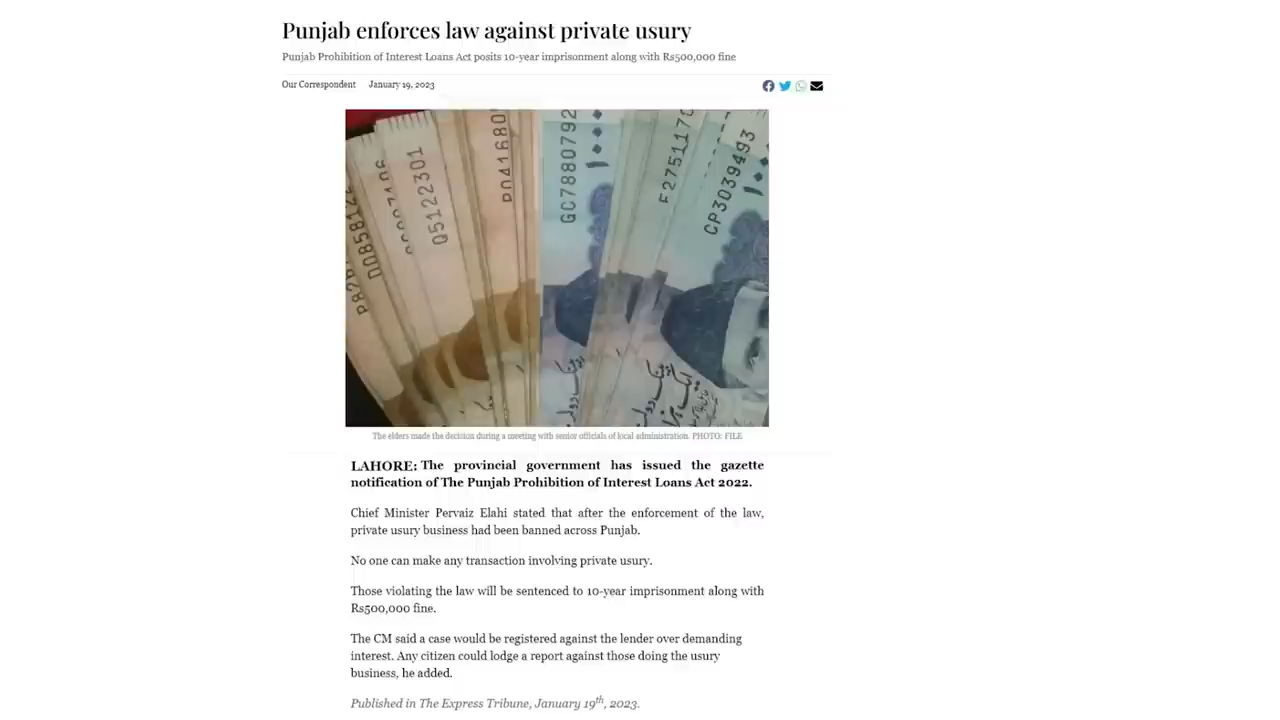 Punjab enforces law against private usury
Punjab Prohibition of Interest Loans Act posits 10-year imprisonment along with Rs500,000 fine
Our Correspondent January 19, 2023
Q5122301
GC7880792
CP3039493
The elders made the decision during a meeting with senior officials of local administration. PHOTO: FILE
LAHORE: The provincial government has issued the gazette
notification of The Punjab Prohibition of Interest Loans Act 2022.
Chief Minister Pervaiz Elahi stated that after the enforcement of the law,
private usury business had been banned across Punjab.
No one can make any transaction involving private usury.
Those violating the law will be sentenced to 10-year imprisonment along with
Rs500,000 fine.
The CM said a case would be registered against the lender over demanding
interest. Any citizen could lodge a report against those doing the usury
business, he added.
Published in The Express Tribune, January 19th, 2023.